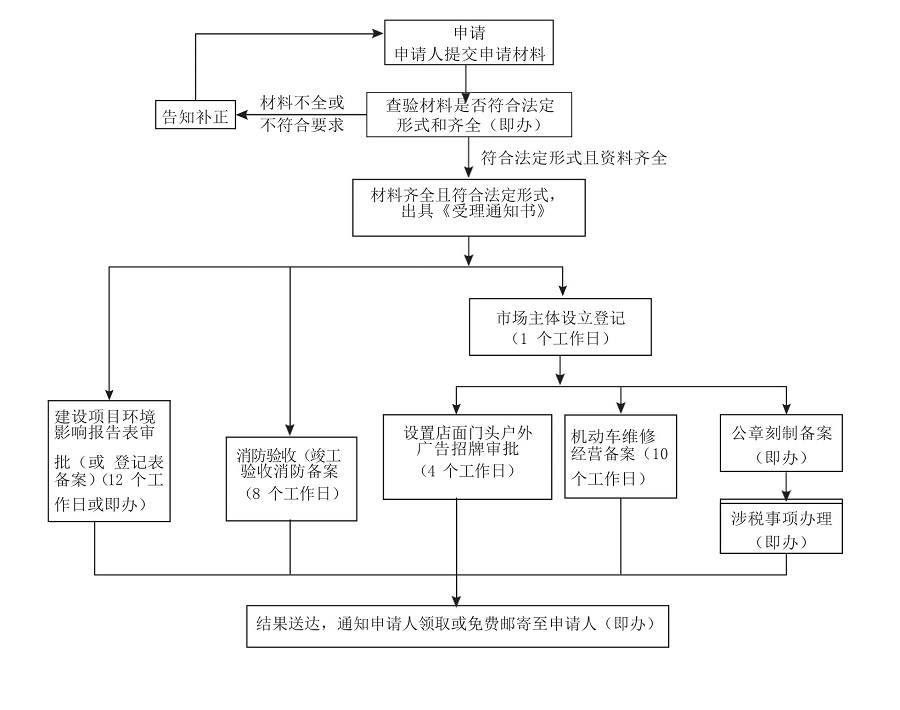 申请
申请人提交申请材料
材料不全或
不符合要求
告知补正
查验材料是否符合法定
形式和齐全（即办）
符合法定形式且资料齐全
材料齐全且符合法定形式，
出具《受理通知书》
市场主体设立登记
（1 个工作日）
建设项目环境
影响报告表审
批（或 登记表
备案）（12 个工
作日或即办）
消防验收（竣工
验收消防备案
（8 个工作日）
设置店面门头户外
广告招牌审批
（4 个工作日）
机动车维修
经营备案（10
个工作日）
公章刻制备案
（即办）
涉税事项办理
（即办）
结果送达，通知申请人领取或免费邮寄至申请人（即办）